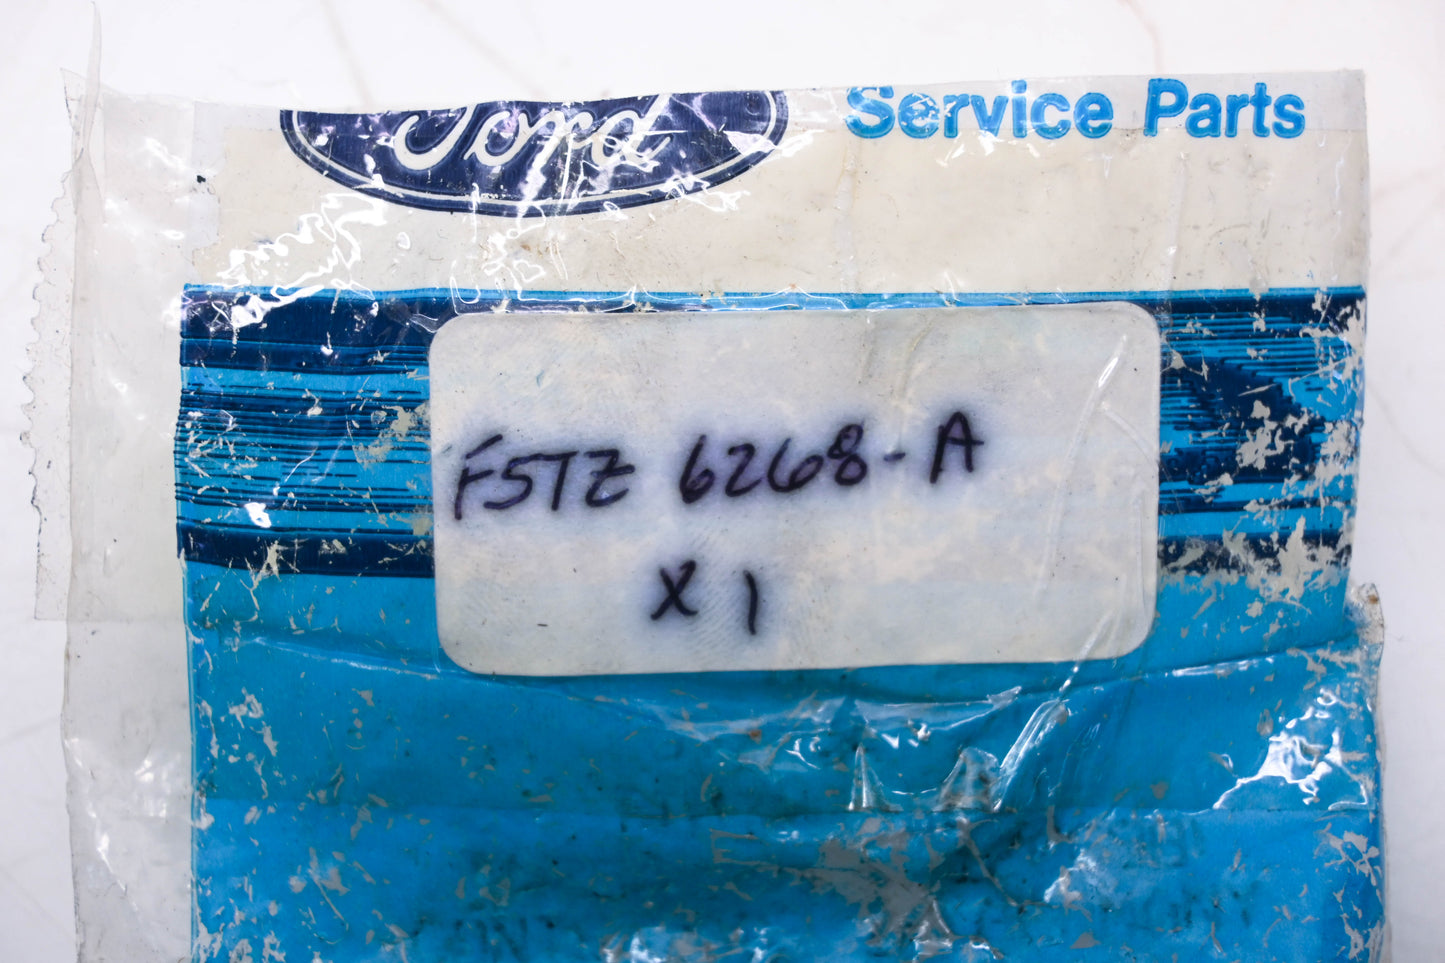 Ford Service Parts
F5TZ 6268-A
X 1